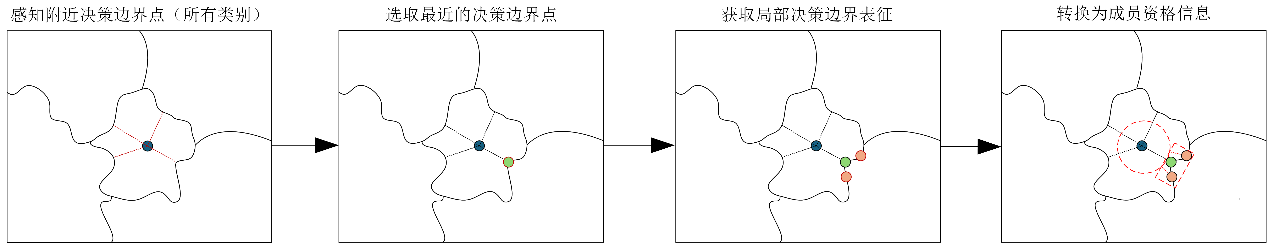 感知附近决策边界点（所有类别）
选取最近的决策边界点
获取局部决策边界表征
转换为成员资格信息